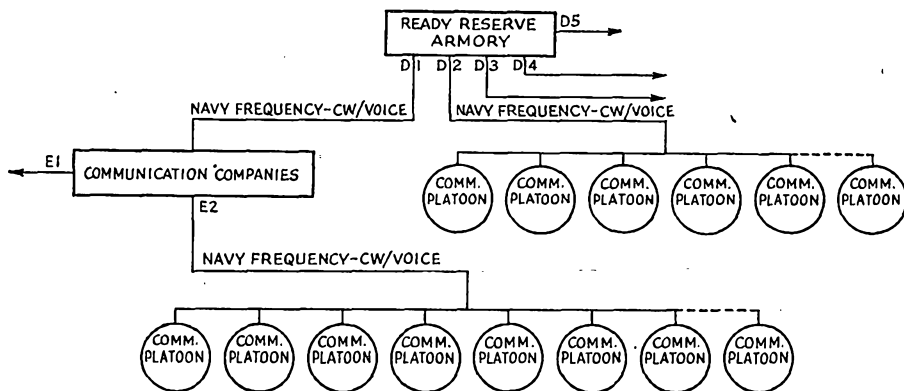 READY RESERVE
ARMORY
D5
D1 D2 D3 D4
NAVY FREQUENCY-CW/VOICE
NAVY FREQUENCY-CW/VOICE
E1
COMMUNICATION COMPANIES
E2
COMM.
PLATOON
COMM.
PLATOON
COMM.
PLATOON
COMM.
PLATOON
COMM.
PLATOON
COMM.
PLATOON
NAVY FREQUENCY-CW/VOICE
COMM.
PLATOON
COMM.
PLATOON
COMM.
PLATOON
COMM.
PLATOON
COMM.
PLATOON
COMM.
PLATOON
COMM.
PLATOON
COMM.
PLATOON